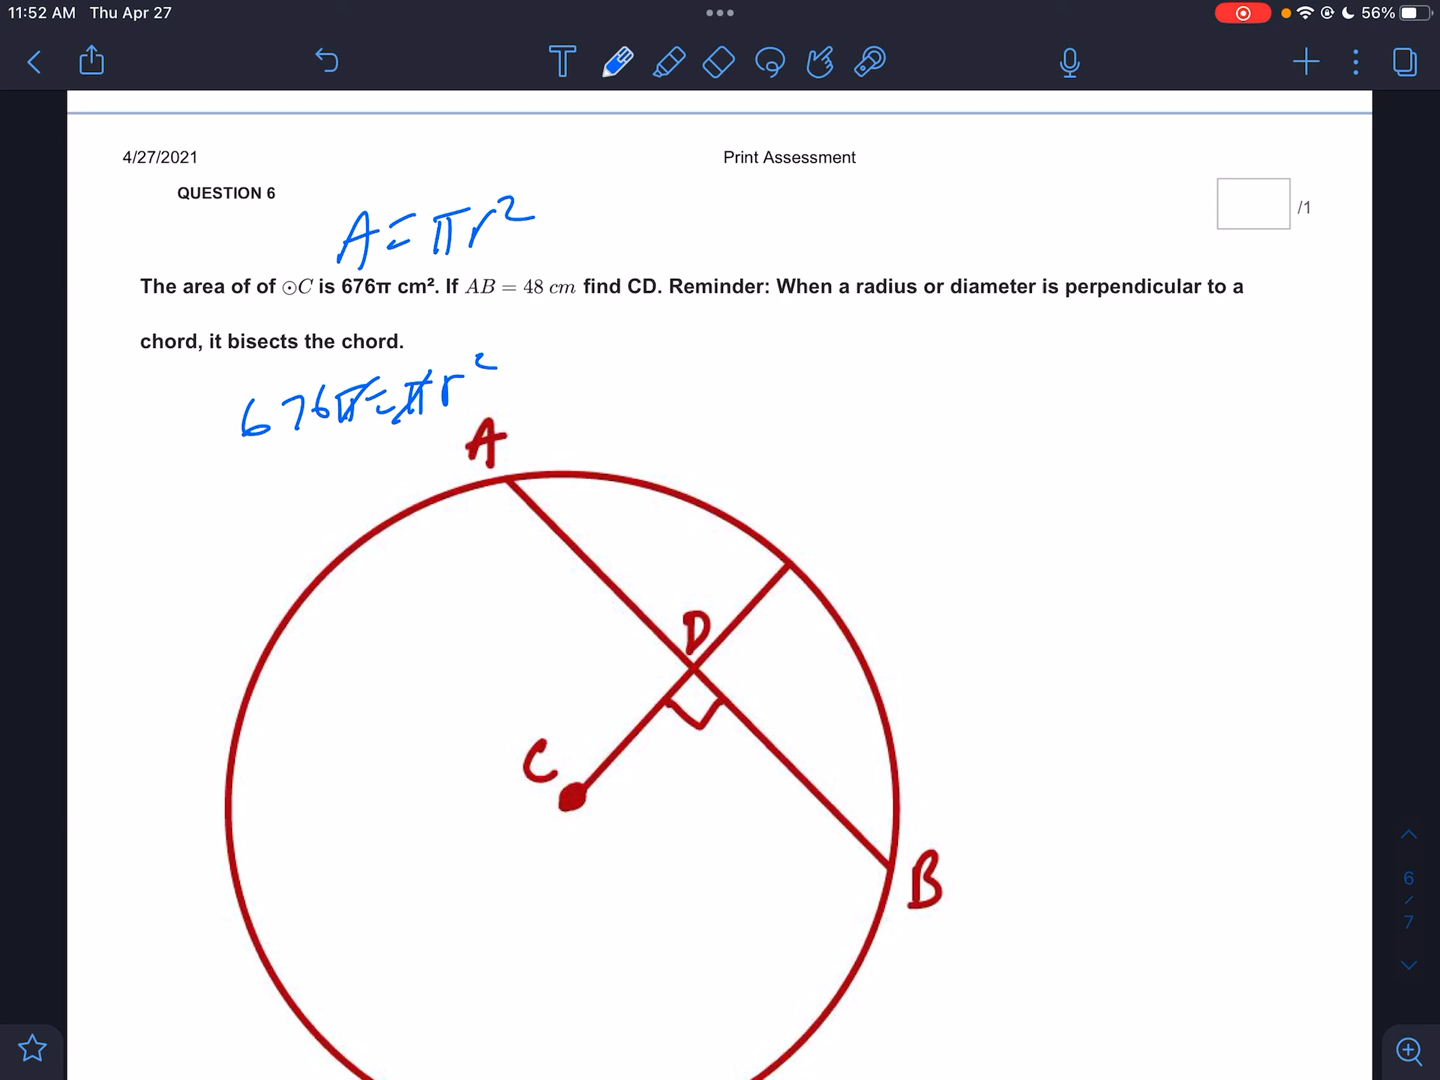 11:52 AM Thu Apr 27
56%
4/27/2021
Print Assessment
QUESTION 6
/1
A = πr²
The area of of ⊙C is 676π cm². If AB = 48 cm find CD. Reminder: When a radius or diameter is perpendicular to a
chord, it bisects the chord.
676π = πr²
A
D
C
B
6
/
7